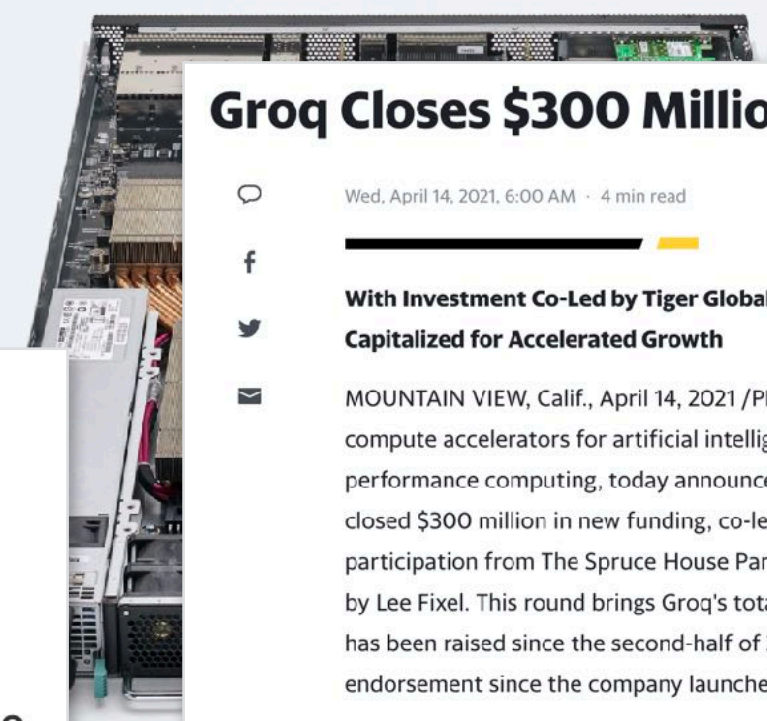 Groq Closes $300 Millio
Wed, April 14, 2021, 6:00 AM · 4 min read
With Investment Co-Led by Tiger Global
Capitalized for Accelerated Growth
MOUNTAIN VIEW, Calif., April 14, 2021 /P
compute accelerators for artificial intellig
performance computing, today announce
closed $300 million in new funding, co-le
participation from The Spruce House Par
by Lee Fixel. This round brings Groq's tota
has been raised since the second-half of
endorsement since the company launche